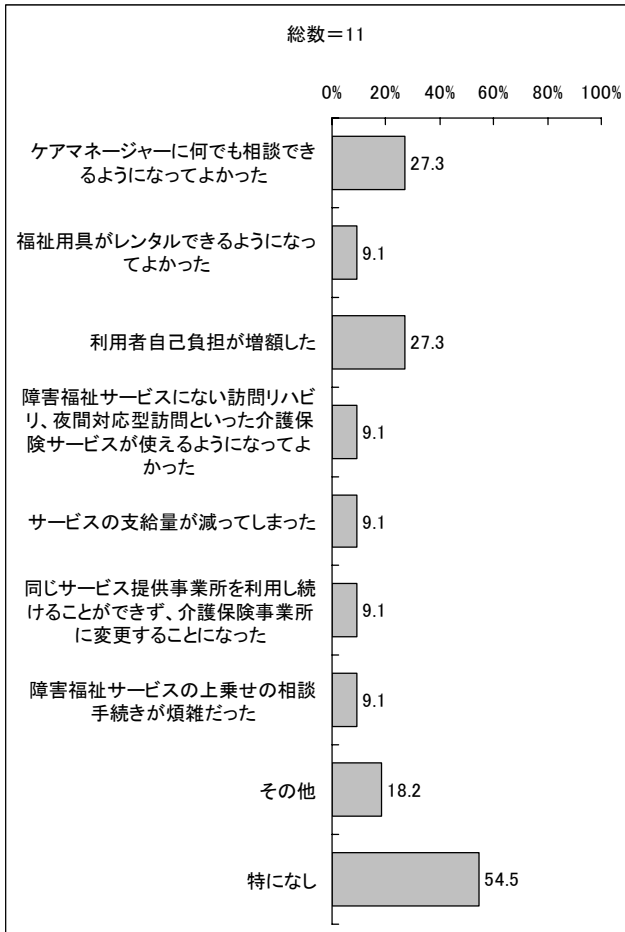 総数=11
0% 20% 40% 60% 80% 100%
ケアマネージャーに何でも相談でき
るようになってよかった
27.3
福祉用具がレンタルできるようになっ
てよかった
9.1
利用者自己負担が増額した
27.3
障害福祉サービスにない訪問リハビ
リ、夜間対応型訪問といった介護保
険サービスが使えるようになってよ
かった
9.1
サービスの支給量が減ってしまった
9.1
同じサービス提供事業所を利用し続
けることができず、介護保険事業所
に変更することになった
9.1
障害福祉サービスの上乗せの相談
手続きが煩雑だった
9.1
その他
18.2
特になし
54.5